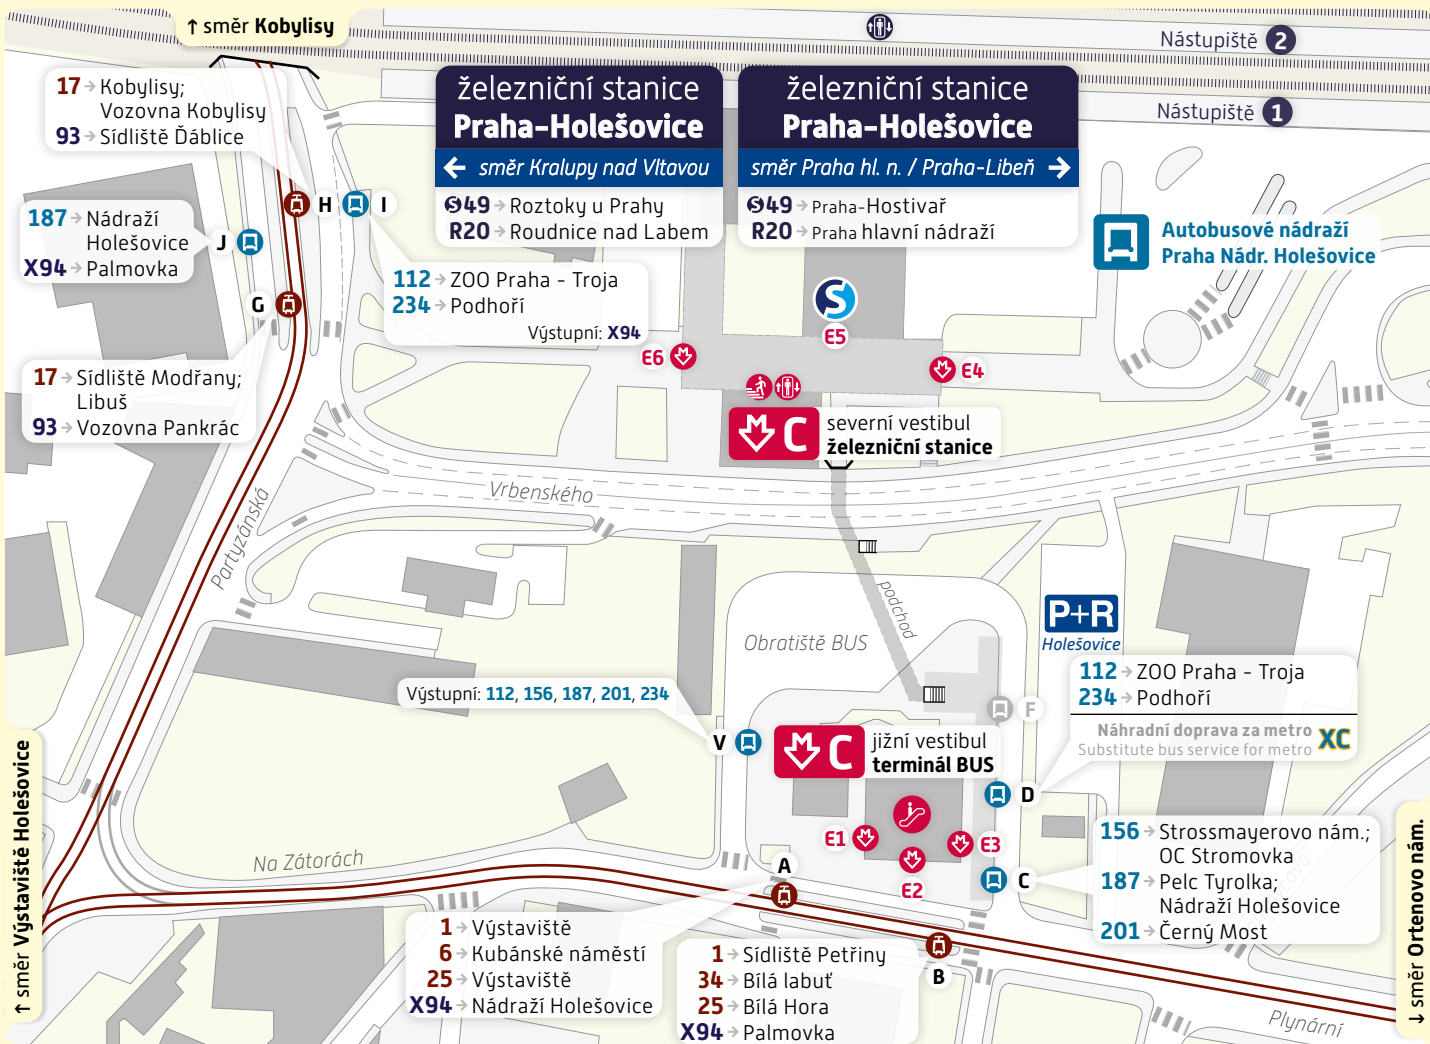 ↑ směr Kobylisy
Nástupiště 2
Nástupiště 1
17 → Kobylisy;
Vozovna Kobylisy
93 → Sídliště Ďáblice
železniční stanice
Praha-Holešovice
← směr Kralupy nad Vltavou
S49 → Roztoky u Prahy
R20 → Roudnice nad Labem
železniční stanice
Praha-Holešovice
směr Praha hl. n. / Praha-Libeň →
S49 → Praha-Hostivař
R20 → Praha hlavní nádraží
H
I
187 → Nádraží
Holešovice
X94 → Palmovka
J
G
Autobusové nádraží
Praha Nádr. Holešovice
112 → ZOO Praha - Troja
234 → Podhoří
Výstupní: X94
S
E5
E6
E4
17 → Sídliště Modřany;
Libuš
93 → Vozovna Pankrác
C
severní vestibul
železniční stanice
Vrbenského
Partyzánská
podchod
P+R
Holešovice
Obratiště BUS
112 → ZOO Praha - Troja
234 → Podhoří
Náhradní doprava za metro
Substitute bus service for metro
XC
Výstupní: 112, 156, 187, 201, 234
F
V
C
jižní vestibul
terminál BUS
D
E1
E2
E3
C
156 → Strossmayerovo nám.;
OC Stromovka
187 → Pelc Tyrolka;
Nádraží Holešovice
201 → Černý Most
Na Zátorách
A
B
1 → Výstaviště
6 → Kubánské náměstí
25 → Výstaviště
X94 → Nádraží Holešovice
1 → Sídliště Petřiny
34 → Bílá labuť
25 → Bílá Hora
X94 → Palmovka
Plynární
↑ směr Výstaviště Holešovice
↓ směr Ortenovo nám.